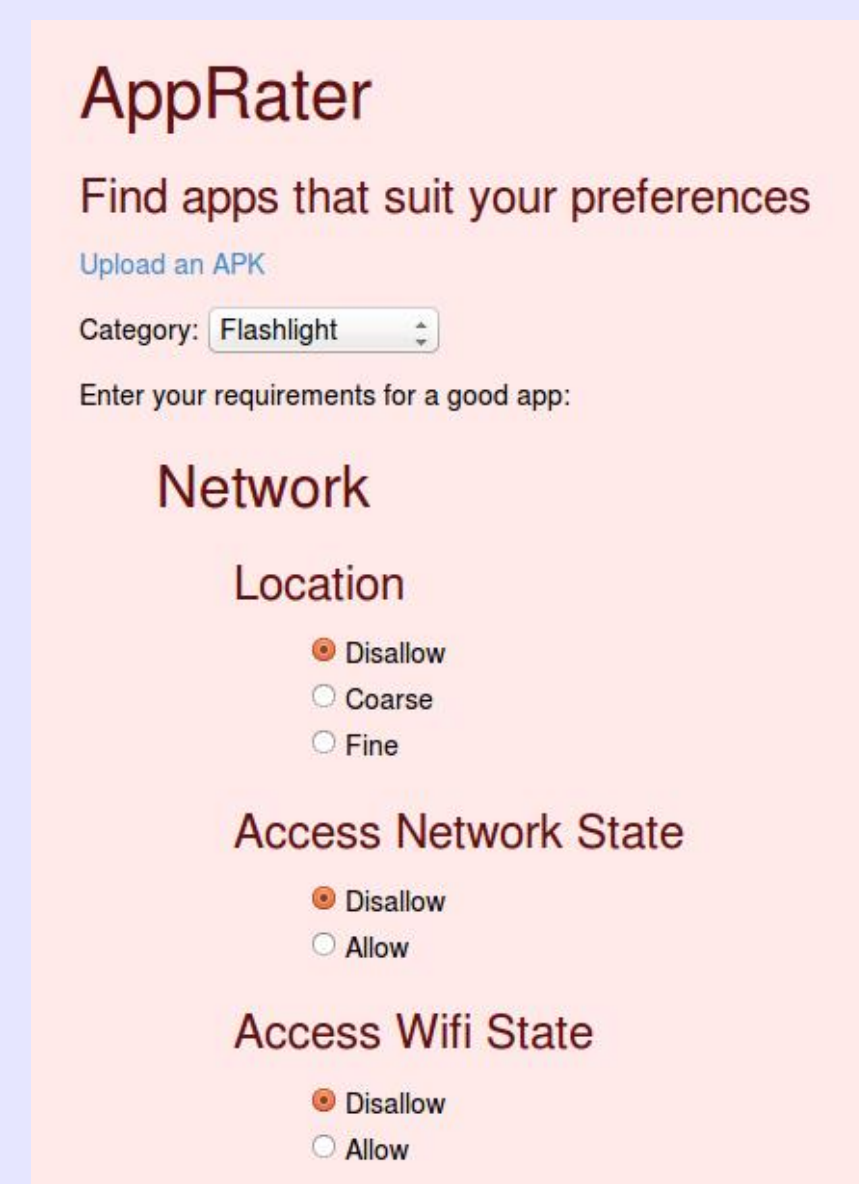 AppRater
Find apps that suit your preferences
Upload an APK
Category: Flashlight
Enter your requirements for a good app:
Network
Location
Disallow
Coarse
Fine
Access Network State
Disallow
Allow
Access Wifi State
Disallow
Allow